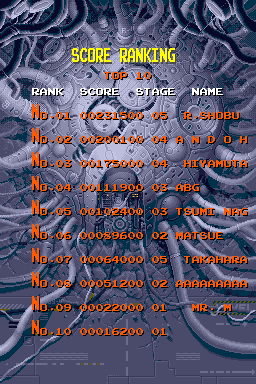 SCORE RANKING
TOP 10
RANK SCORE STAGE NAME
No.01 00231500 05 R.SHOBU
No.02 00200100 04 A N D O H
No.03 00175000 04 HIYAMUTA
No.04 00111900 03 ABG
No.05 00102400 03 TSUMI NAG
No.06 00089600 02 MATSUE
No.07 00064000 05 TAKAHARA
No.08 00051200 02 AAAAAAAAA
No.09 00022000 01 MR. M
No.10 00016200 01